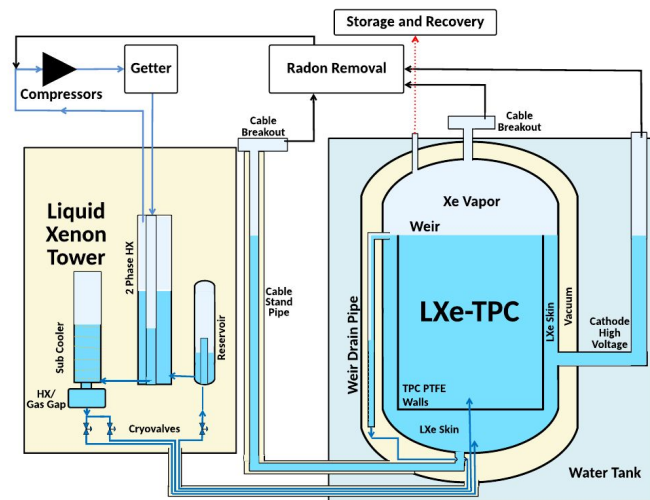 Storage and Recovery
Getter
Radon Removal
Compressors
Cable
Breakout
Cable
Breakout
Liquid
Xenon
Tower
2 Phase HX
Sub Cooler
Reservoir
HX/
Gas Gap
Cryovalves
Cable
Stand
Pipe
Xe Vapor
Weir
Weir Drain Pipe
LXe-TPC
LXe Skin
Vacuum
Cathode
High
Voltage
TPC PTFE
Walls
LXe Skin
Water Tank